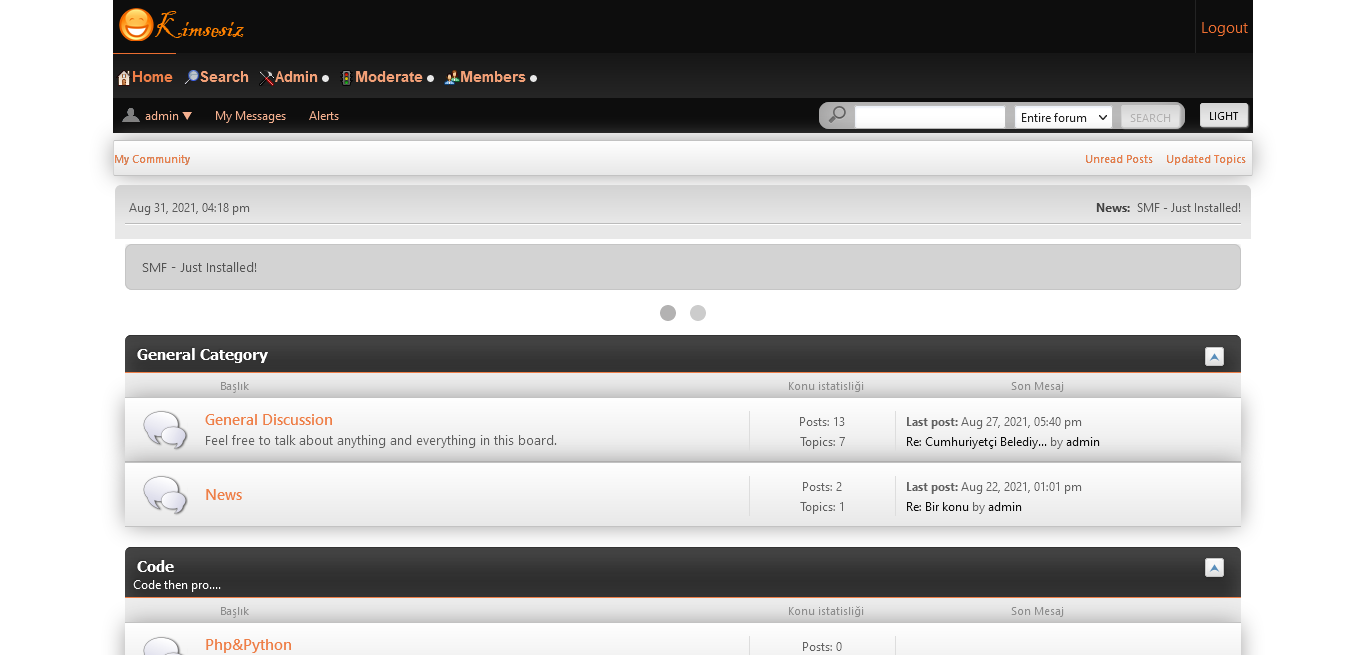 Kimsesiz
Logout
Home Search Admin Moderate Members
admin My Messages Alerts Entire forum SEARCH LIGHT
My Community Unread Posts Updated Topics
Aug 31, 2021, 04:18 pm News: SMF - Just Installed!
SMF - Just Installed!
General Category
Başlık Konu istatisliği Son Mesaj
General Discussion
Feel free to talk about anything and everything in this board.
Posts: 13
Topics: 7
Last post: Aug 27, 2021, 05:40 pm
Re: Cumhuriyetçi Belediy... by admin
News
Posts: 2
Topics: 1
Last post: Aug 22, 2021, 01:01 pm
Re: Bir konu by admin
Code
Code then pro....
Başlık Konu istatisliği Son Mesaj
Php&Python
Posts: 0